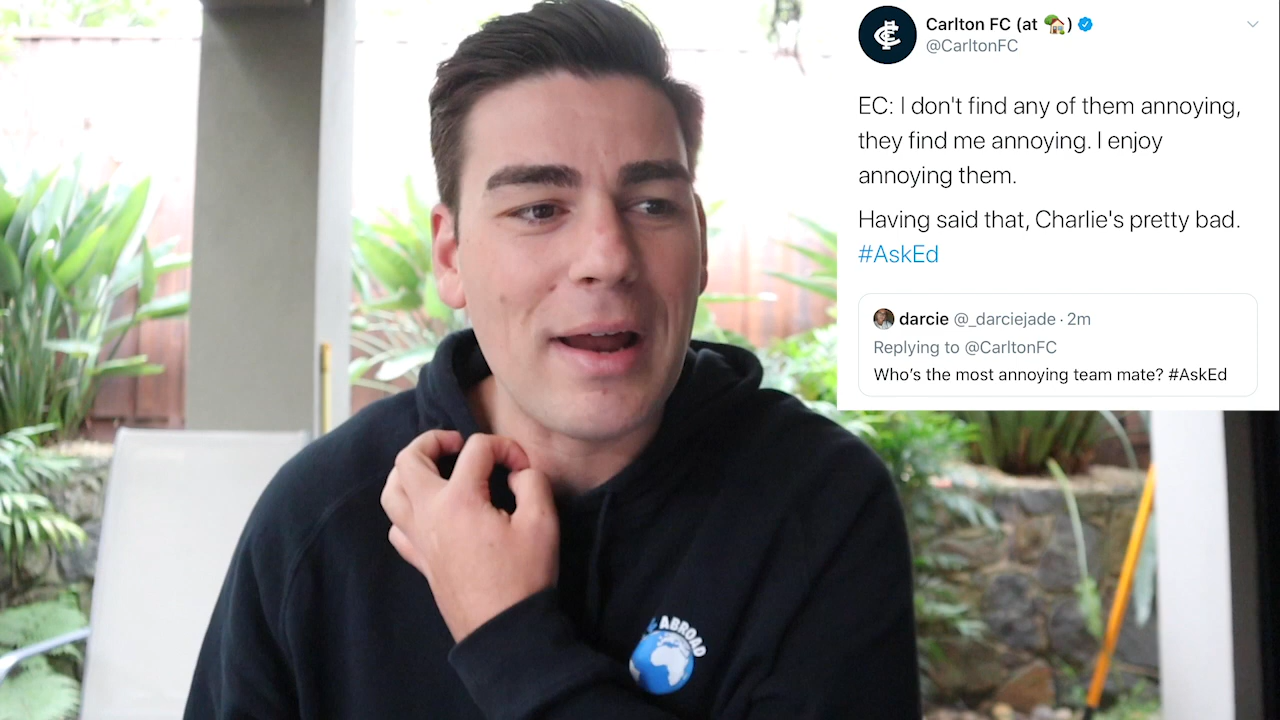 Carlton FC (at 🏡)
@CarltonFC
EC: I don't find any of them annoying,
they find me annoying. I enjoy
annoying them.
Having said that, Charlie's pretty bad.
#AskEd
darcie @_darciejade · 2m
Replying to @CarltonFC
Who's the most annoying team mate? #AskEd
ABROAD